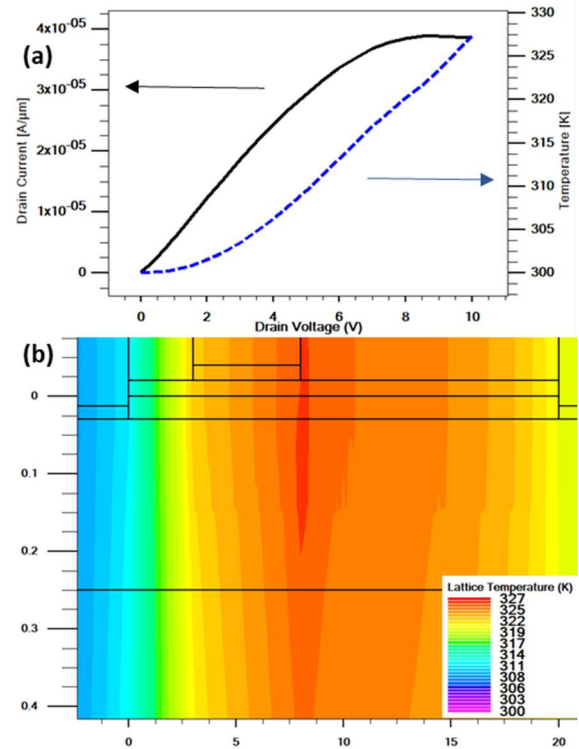 (a)
Drain Current [A/µm]
4x10⁻⁰⁵
3x10⁻⁰⁵
2x10⁻⁰⁵
1x10⁻⁰⁵
0
330
325
320
315
310
305
300
Temperature [K]
0 2 4 6 8 10
Drain Voltage (V)
(b)
0
0.1
0.2
0.3
0.4
0 5 10 15 20
Lattice Temperature (K)
327
325
322
319
317
314
311
308
306
303
300